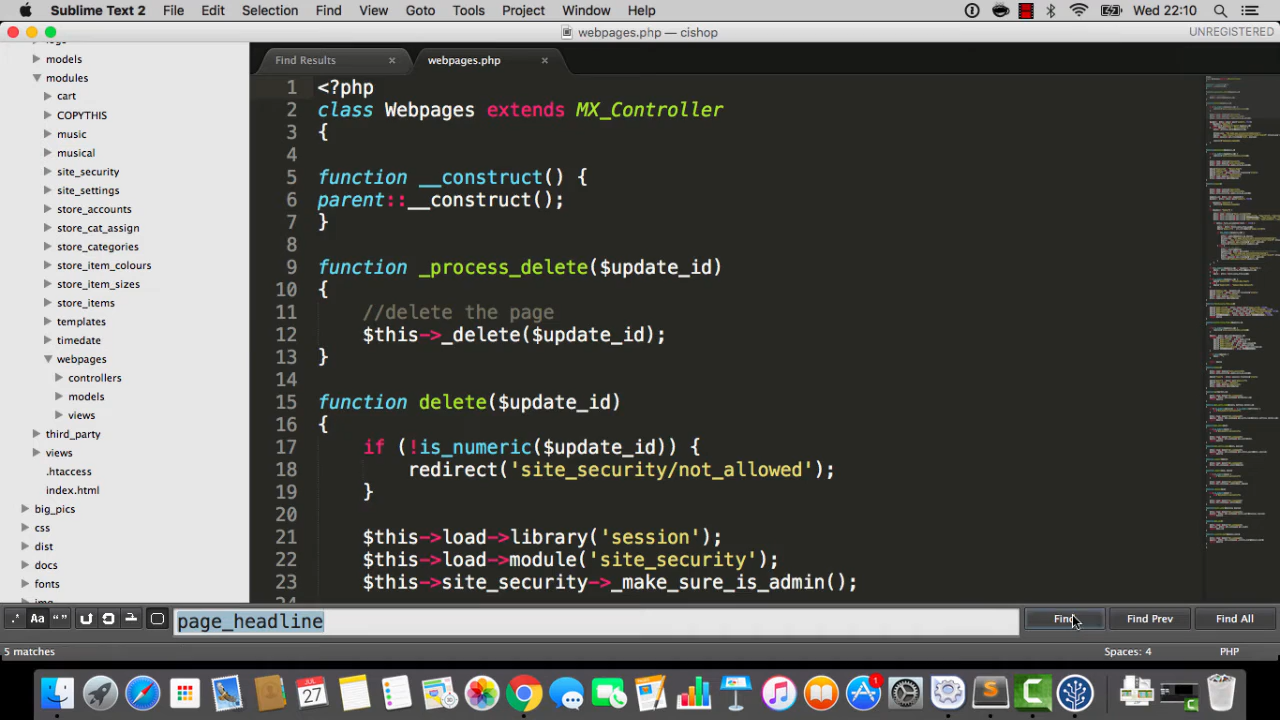 Sublime Text 2 File Edit Selection Find View Goto Tools Project Window Help Wed 22:10
webpages.php — cishop UNREGISTERED
models
modules
cart
COPYTHIS
music
musical
site_security
site_settings
store_accounts
store_cat_assign
store_categories
store_item_colours
store_item_sizes
store_items
templates
timedate
webpages
controllers
models
views
third_party
views
.htaccess
index.html
big_pics
css
dist
docs
fonts
Find Results webpages.php
1 <?php
2 class Webpages extends MX_Controller
3 {
4
5 function __construct() {
6 parent::__construct();
7 }
8
9 function _process_delete($update_id)
10 {
11 //delete the page
12 $this->_delete($update_id);
13 }
14
15 function delete($update_id)
16 {
17 if (!is_numeric($update_id)) {
18 redirect('site_security/not_allowed');
19 }
20
21 $this->load->library('session');
22 $this->load->module('site_security');
23 $this->site_security->_make_sure_is_admin();
.* Aa “” page_headline Find Find Prev Find All
5 matches Spaces: 4 PHP
JUL
27
1